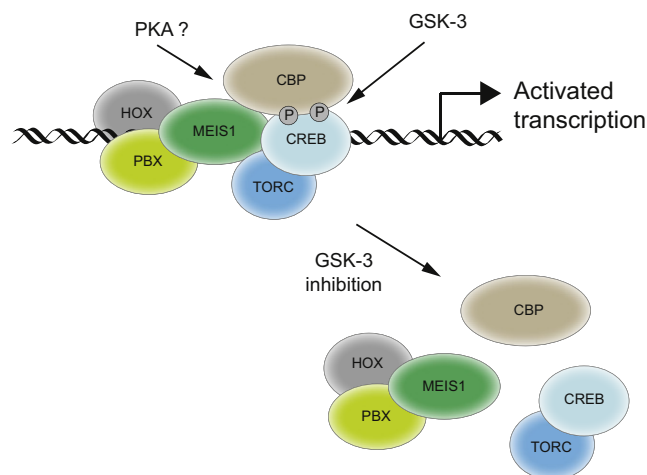 PKA ?
GSK-3
CBP
Activated
transcription
HOX
P
P
MEIS1
CREB
PBX
TORC
GSK-3
inhibition
CBP
HOX
MEIS1
CREB
PBX
TORC